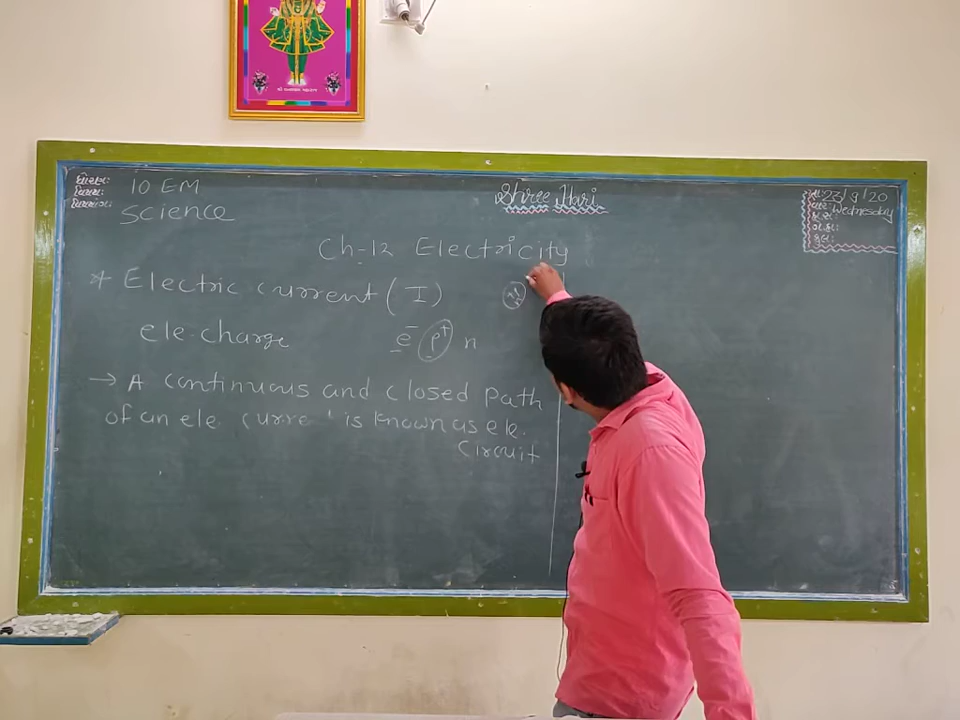 10 EM
Science
Shree Hari
23/9/20
Wednesday
Ch-12 Electricity
* Electric current (I)
ele. charge
e⁻ p⁺ n
→ A continuous and closed path
of an ele. curre t is known as ele.
circuit